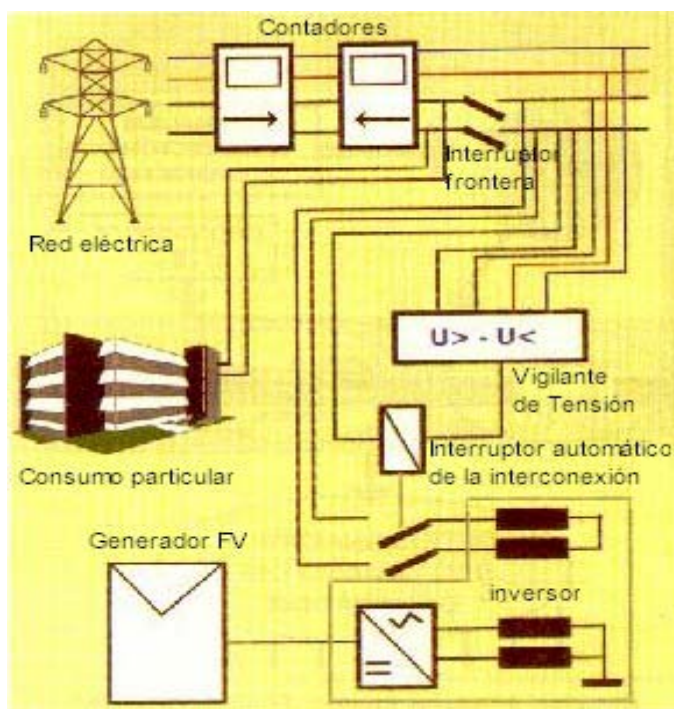 Contadores
Interruptor
frontera
Red eléctrica
U> - U<
Vigilante
de Tensión
Consumo particular
Interruptor automático
de la interconexión
Generador FV
inversor